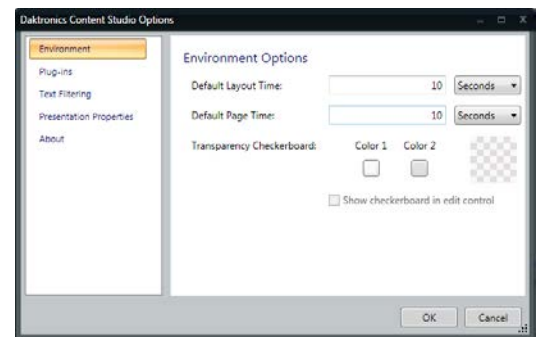 Daktronics Content Studio Options
Environment
Plug-ins
Text Filtering
Presentation Properties
About
Environment Options
Default Layout Time: 10 Seconds
Default Page Time: 10 Seconds
Transparency Checkerboard: Color 1 Color 2
Show checkerboard in edit control
OK Cancel